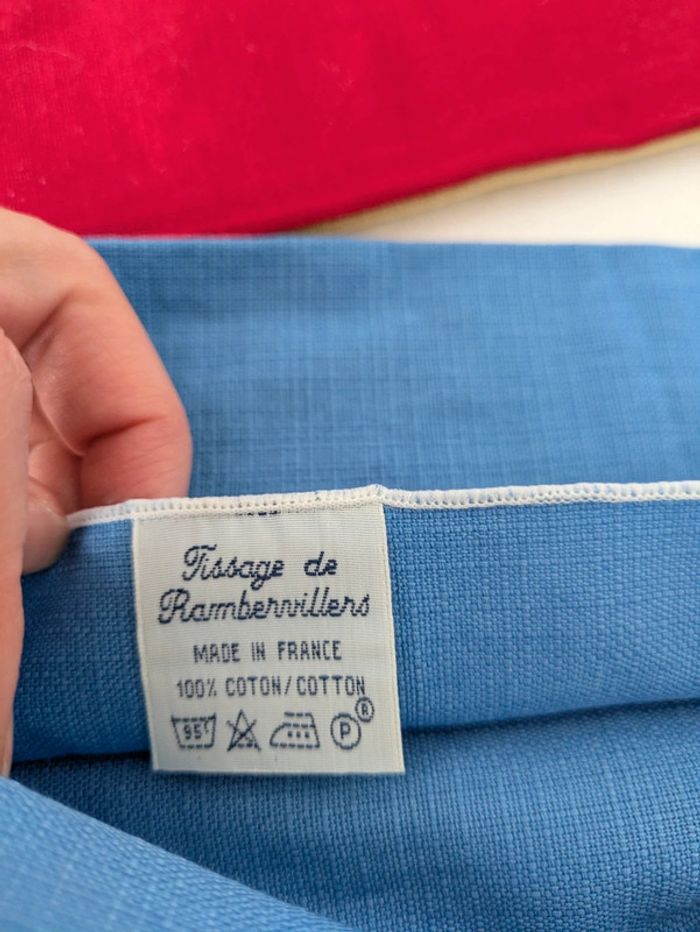 Tissage de
Rambervillers
MADE IN FRANCE
100% COTON/COTTON
95° P ®